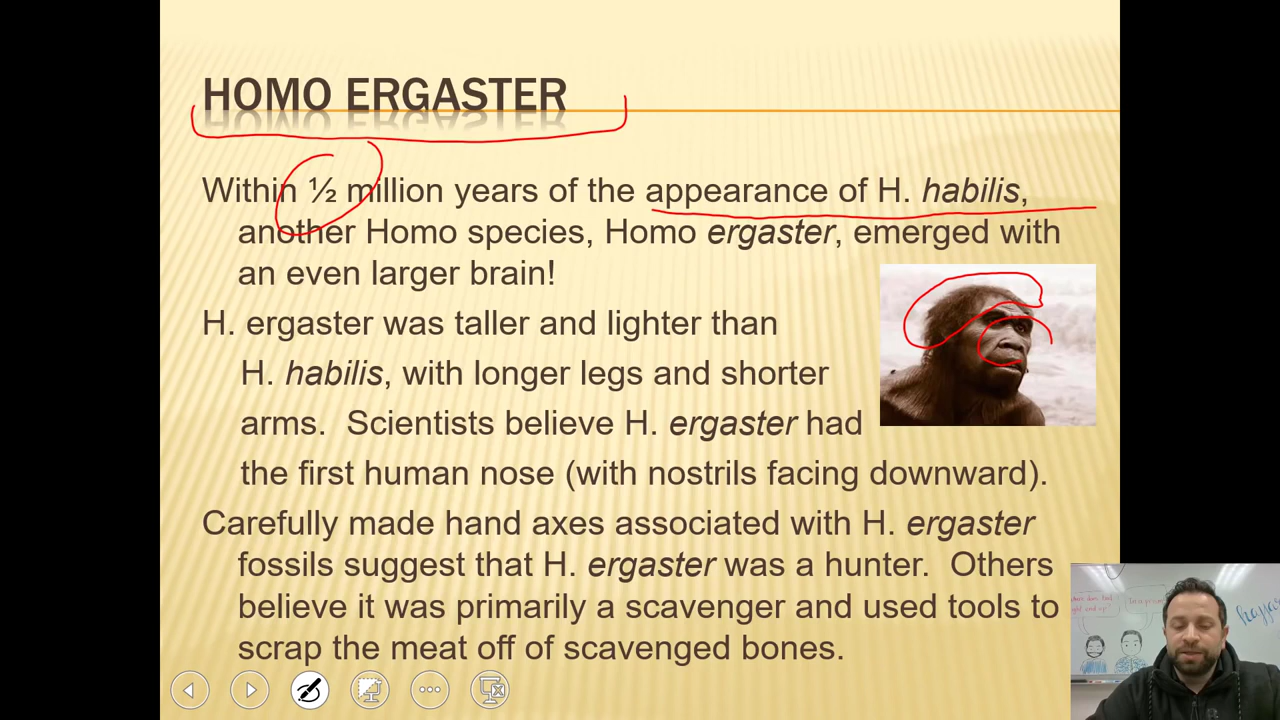 HOMO ERGASTER
Within ½ million years of the appearance of H. habilis,
another Homo species, Homo ergaster, emerged with
an even larger brain!
H. ergaster was taller and lighter than
H. habilis, with longer legs and shorter
arms. Scientists believe H. ergaster had
the first human nose (with nostrils facing downward).
Carefully made hand axes associated with H. ergaster
fossils suggest that H. ergaster was a hunter. Others
believe it was primarily a scavenger and used tools to
scrap the meat off of scavenged bones.